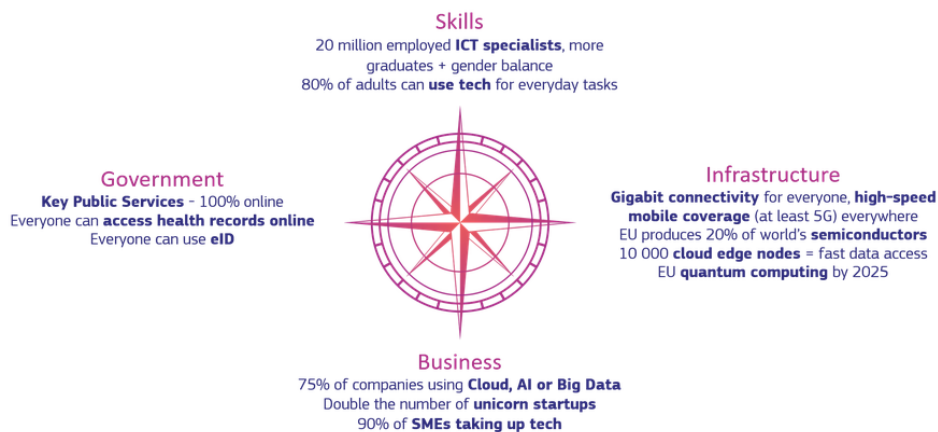 Skills
20 million employed ICT specialists, more
graduates + gender balance
80% of adults can use tech for everyday tasks
Government
Key Public Services - 100% online
Everyone can access health records online
Everyone can use eID
Infrastructure
Gigabit connectivity for everyone, high-speed
mobile coverage (at least 5G) everywhere
EU produces 20% of world's semiconductors
10 000 cloud edge nodes = fast data access
EU quantum computing by 2025
Business
75% of companies using Cloud, AI or Big Data
Double the number of unicorn startups
90% of SMEs taking up tech